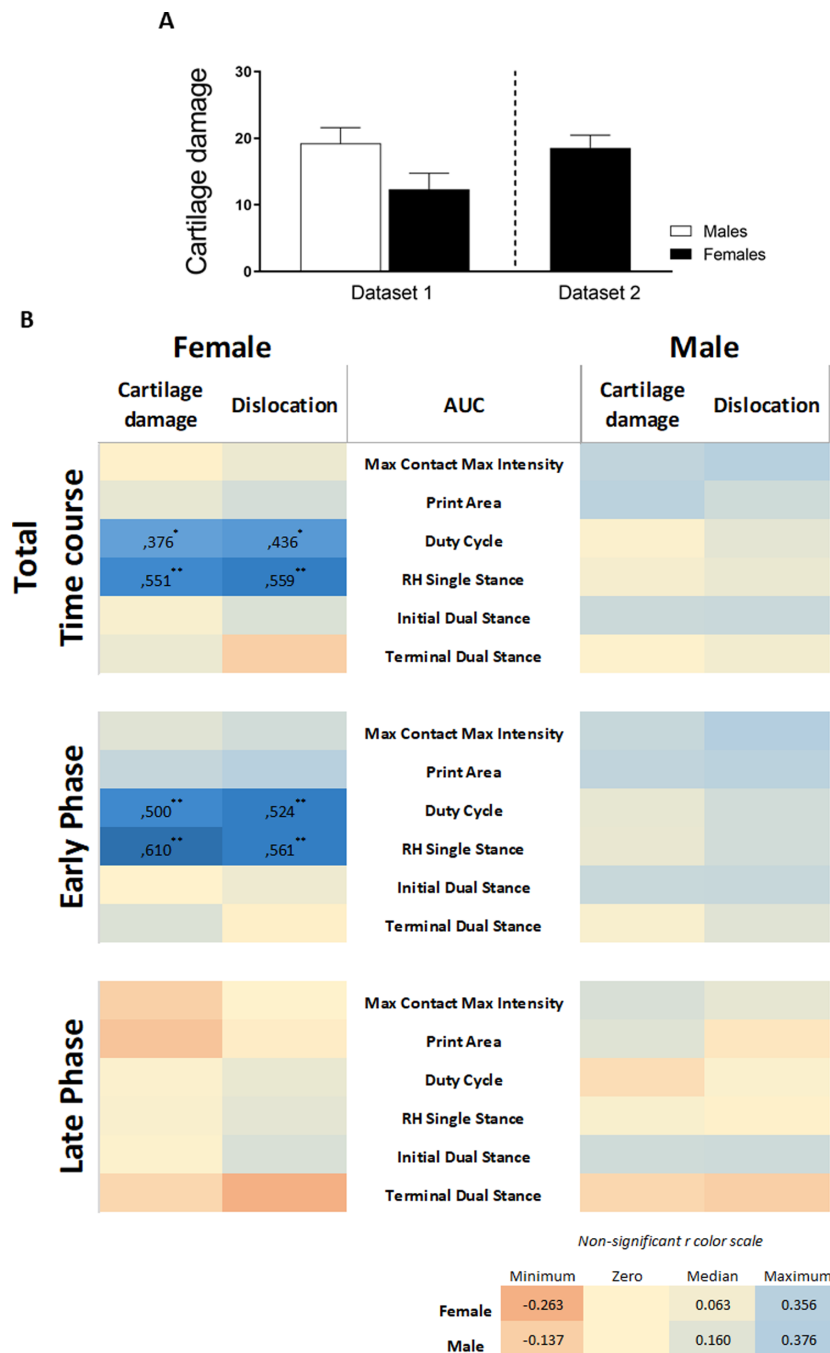 A
Cartilage damage
30
20
10
0
Males
Females
Dataset 1
Dataset 2
B
Female
Male
Cartilage damage
Dislocation
AUC
Cartilage damage
Dislocation
Total
Time course
Max Contact Max Intensity
Print Area
,376* ,436* Duty Cycle
,551** ,559** RH Single Stance
Initial Dual Stance
Terminal Dual Stance
Early Phase
Max Contact Max Intensity
Print Area
,500** ,524** Duty Cycle
,610** ,561** RH Single Stance
Initial Dual Stance
Terminal Dual Stance
Late Phase
Max Contact Max Intensity
Print Area
Duty Cycle
RH Single Stance
Initial Dual Stance
Terminal Dual Stance
Non-significant r color scale
Minimum Zero Median Maximum
Female -0.263 0.063 0.356
Male -0.137 0.160 0.376